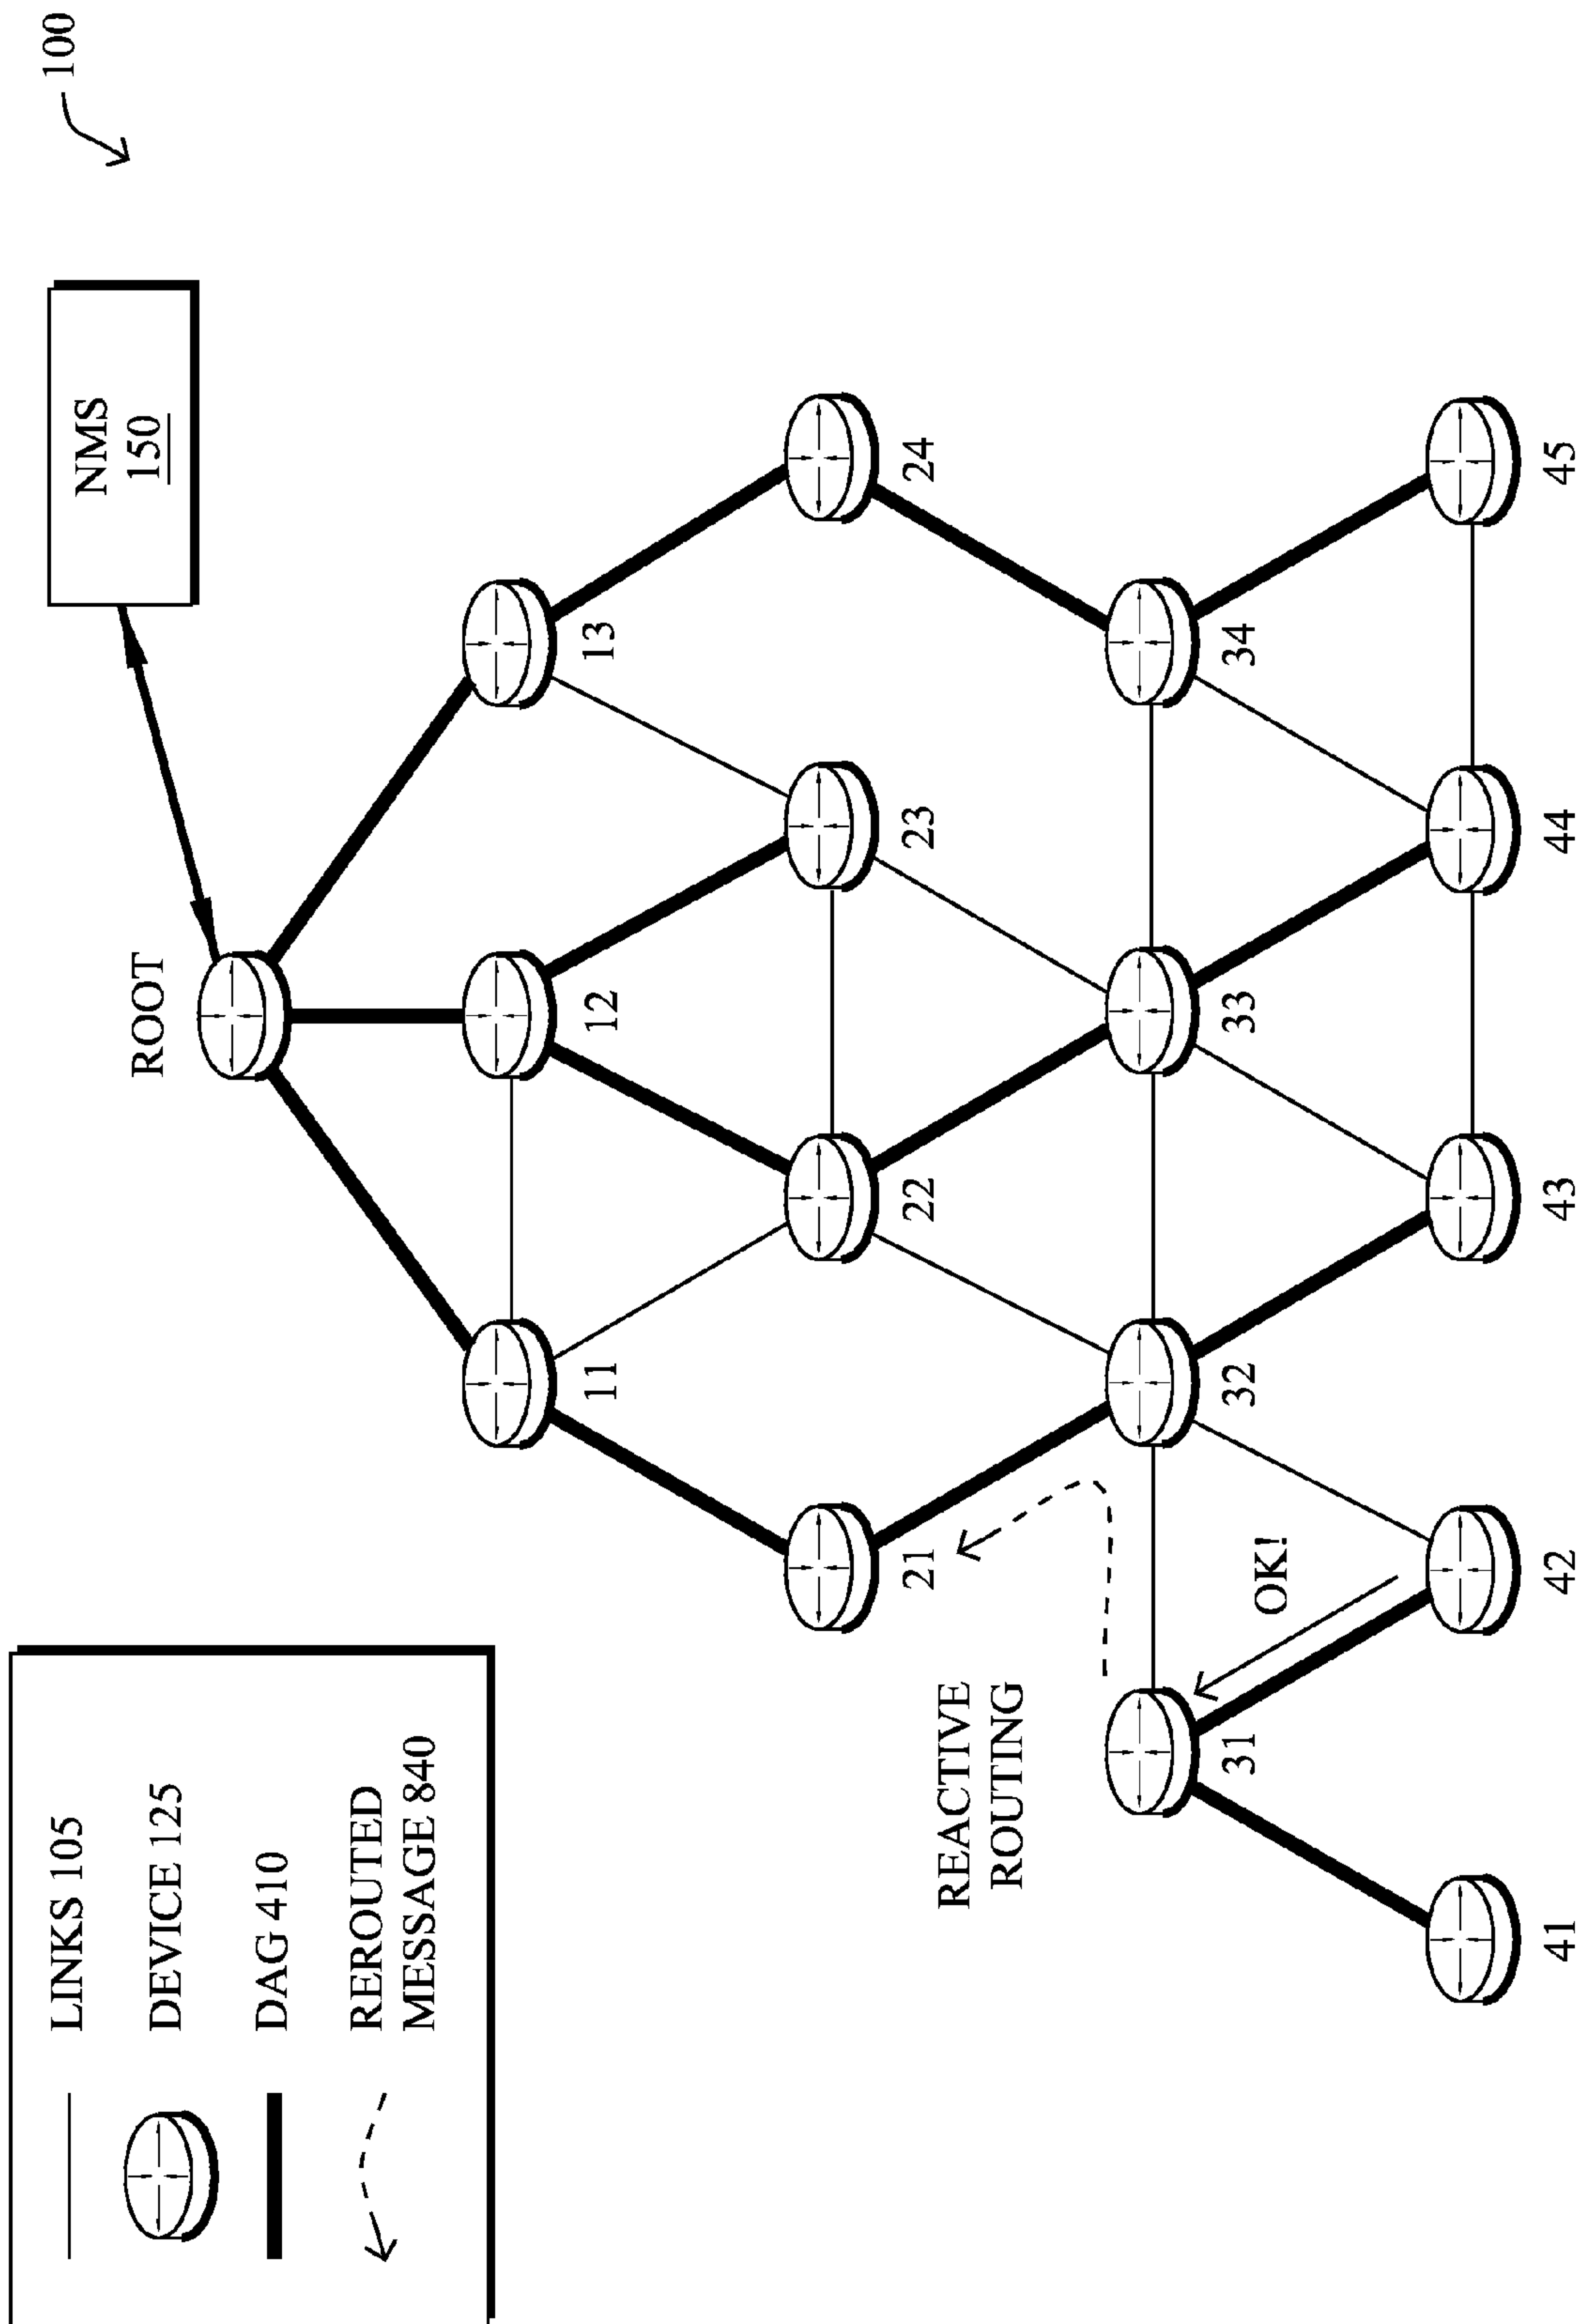 LINKS 105
DEVICE 125
DAG 410
REROUTED
MESSAGE 840
100
NMS
150
ROOT
11
12
13
21
22
23
24
REACTIVE
ROUTING
31
32
33
34
OK!
41
42
43
44
45